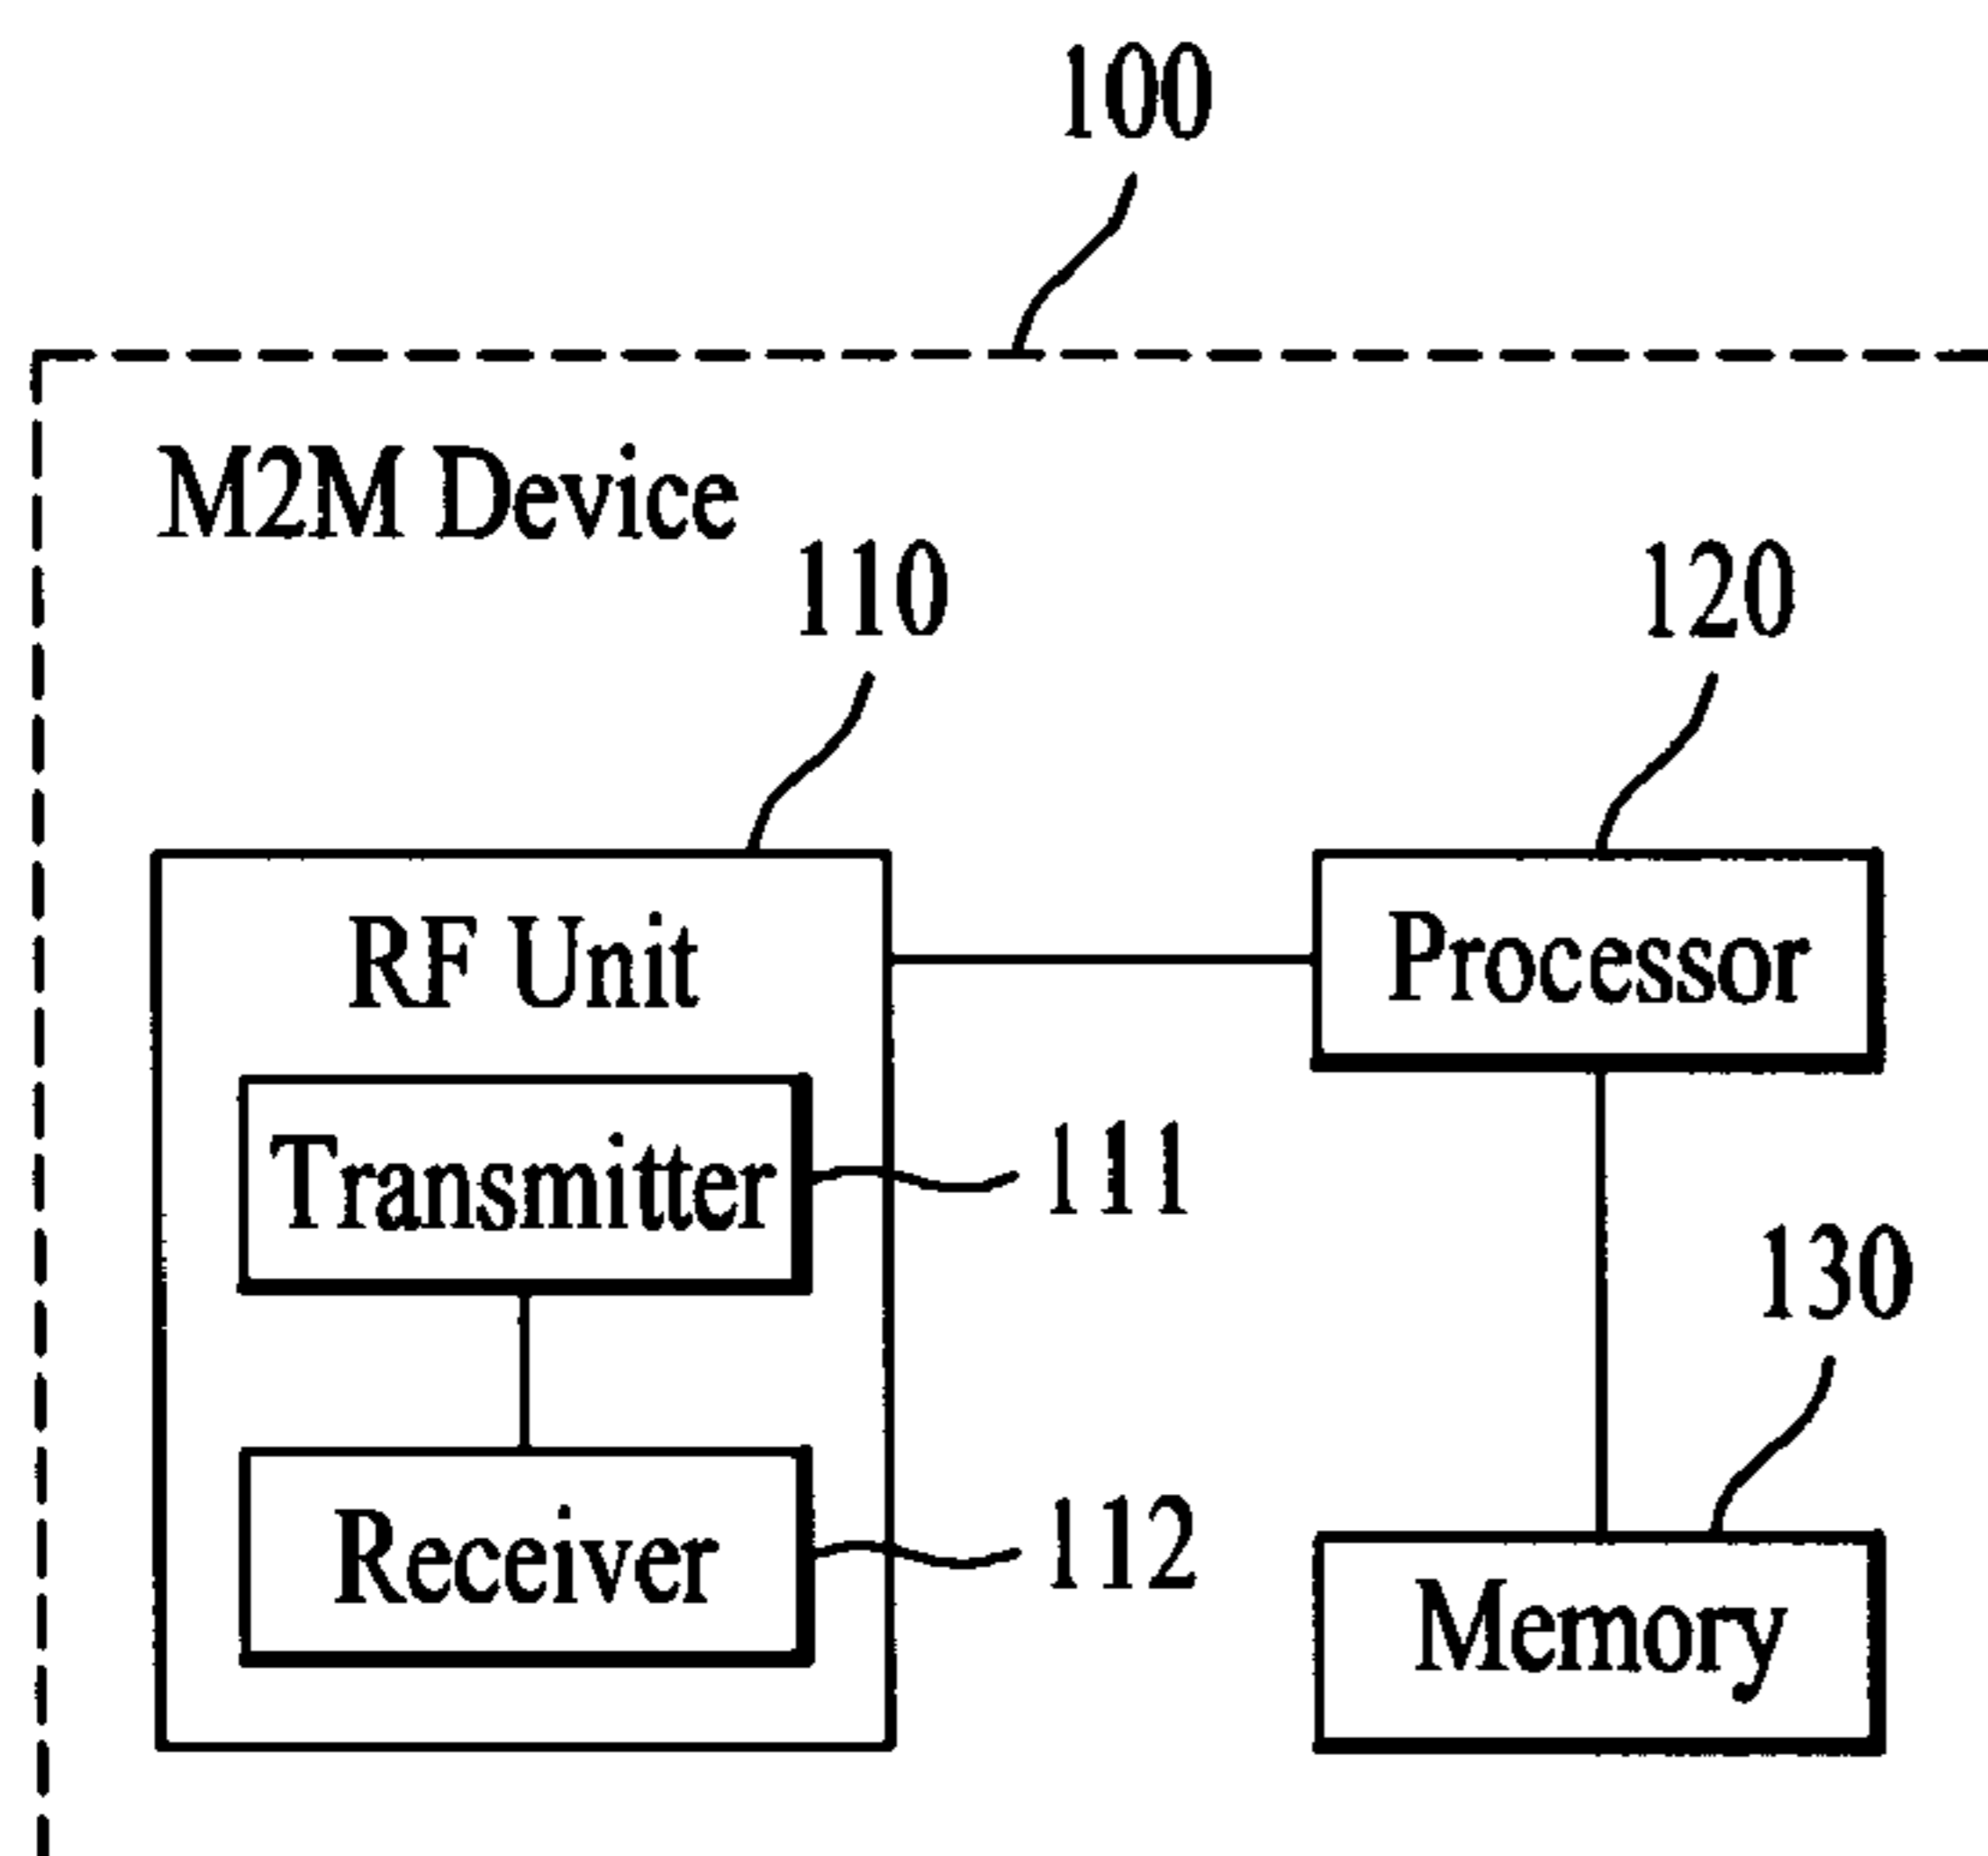 100
M2M Device
110
120
RF Unit
Processor
Transmitter
111
130
Receiver
112
Memory